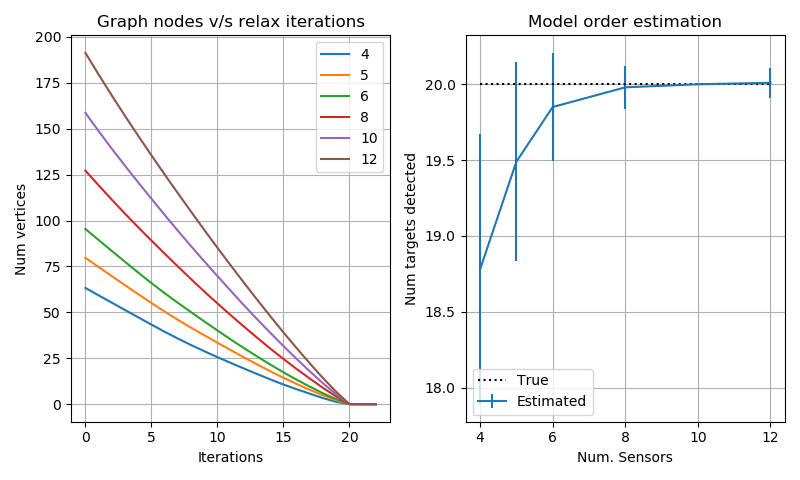 Graph nodes v/s relax iterations
Num vertices
200
175
150
125
100
75
50
25
0
4
5
6
8
10
12
0 5 10 15 20
Iterations
Model order estimation
Num targets detected
20.0
19.5
19.0
18.5
18.0
True
Estimated
4 6 8 10 12
Num. Sensors